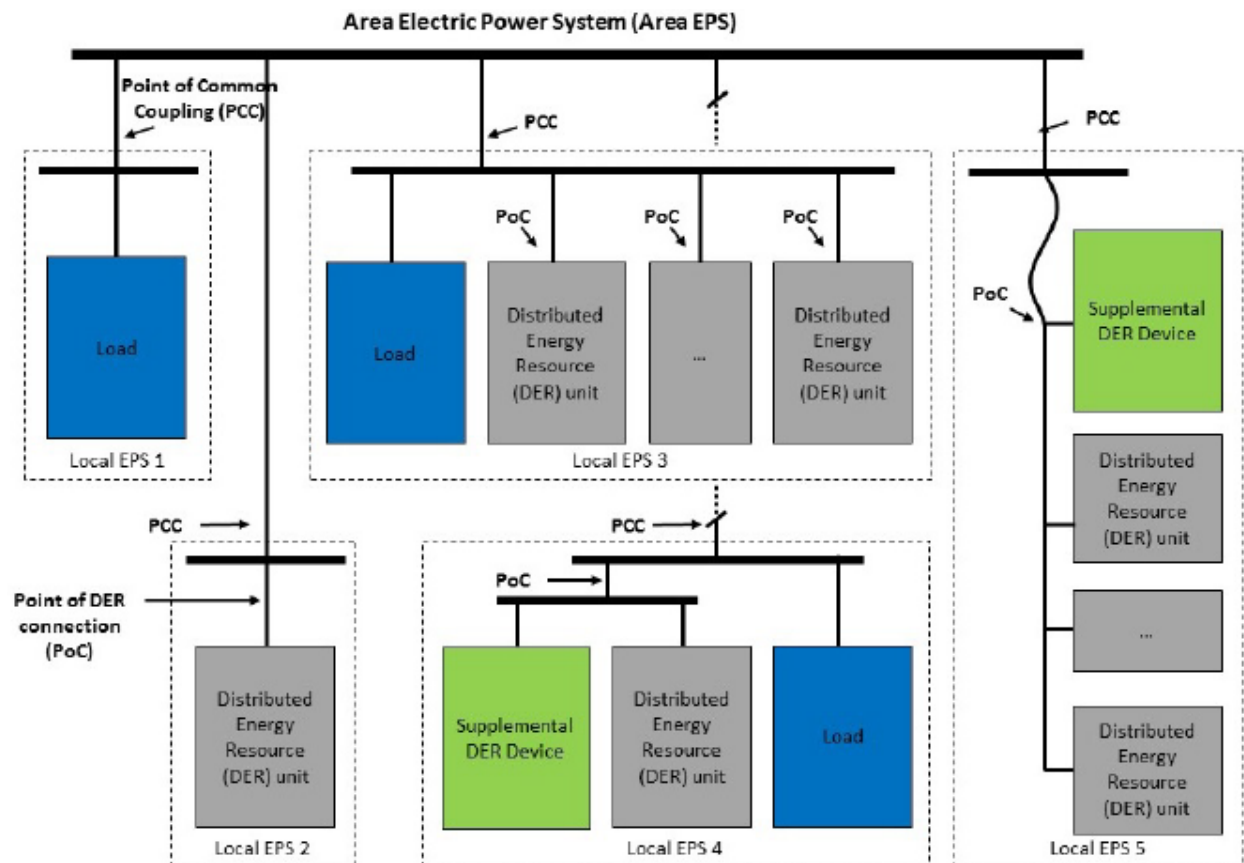 Area Electric Power System (Area EPS)
Point of Common
Coupling (PCC)
PCC
PCC
PoC
PoC
PoC
Load
Load
Distributed
Energy
Resource
(DER) unit
...
Distributed
Energy
Resource
(DER) unit
Local EPS 1
Local EPS 3
PoC
Supplemental
DER Device
Distributed
Energy
Resource
(DER) unit
...
Distributed
Energy
Resource
(DER) unit
Local EPS 5
PCC
Point of DER
connection
(PoC)
Distributed
Energy
Resource
(DER) unit
Local EPS 2
PCC
PoC
Supplemental
DER Device
Distributed
Energy
Resource
(DER) unit
Load
Local EPS 4